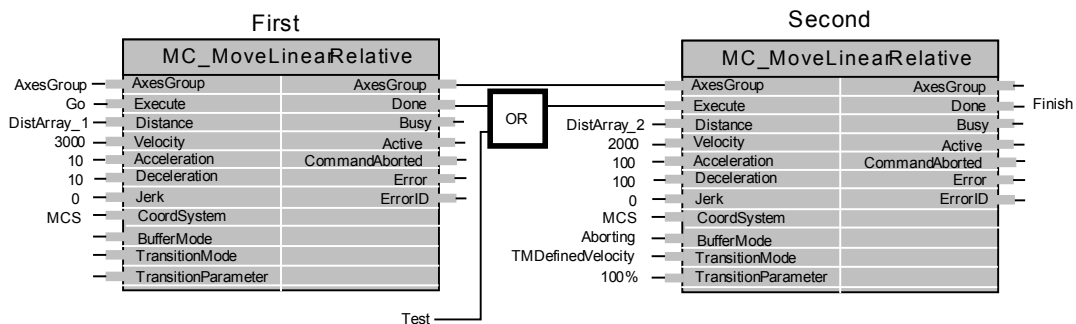 First
Second
MC_MoveLinearRelative
MC_MoveLinearRelative
AxesGroup AxesGroup AxesGroup AxesGroup AxesGroup
Go Execute Done OR Execute Done Finish
DistArray_1 Distance Busy DistArray_2 Distance Busy
3000 Velocity Active 2000 Velocity Active
10 Acceleration CommandAborted 100 Acceleration CommandAborted
10 Deceleration Error 100 Deceleration Error
0 Jerk ErrorID 0 Jerk ErrorID
MCS CoordSystem MCS CoordSystem
BufferMode Aborting BufferMode
TransitionMode TMDefinedVelocity TransitionMode
TransitionParameter 100% TransitionParameter
Test